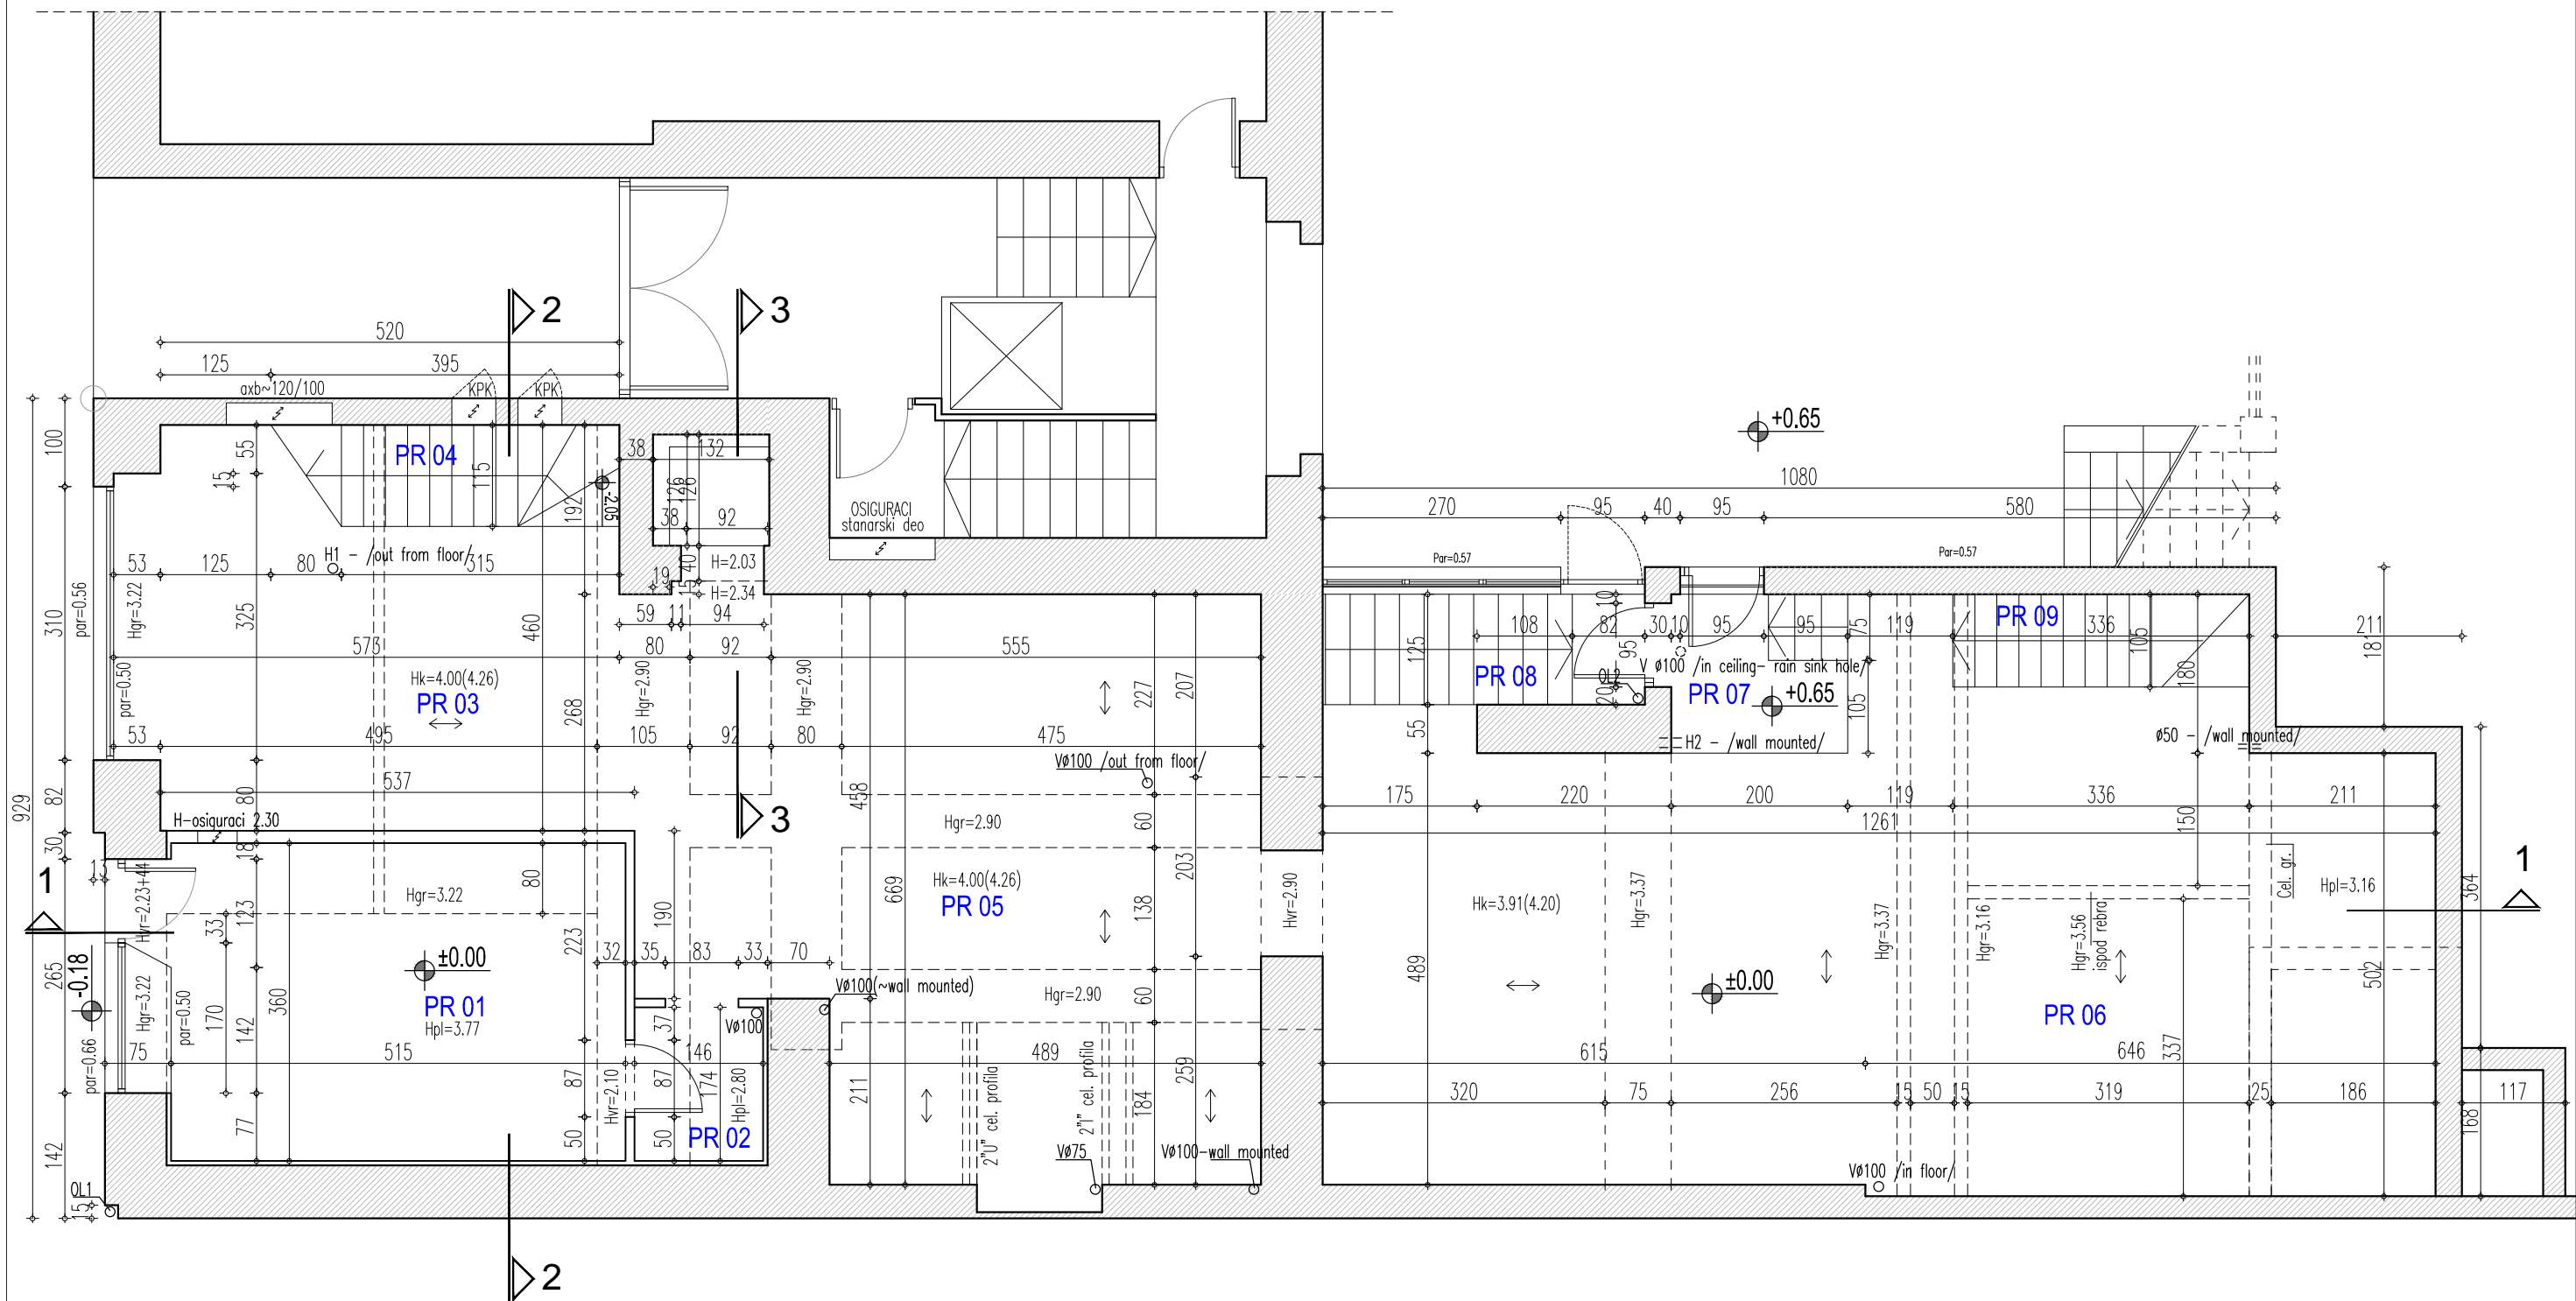 2
3
520
125
395
axb~120/100
KPK
KPK
+0.65
1080
270
95
40
95
580
PR 04
115
192
-2.05
38
132
126
126
38
92
OSIGURACI
stanarski deo
100
55
15
Par=0.57
Par=0.57
H1 - /out from floor/
53
125
80
315
40
19
15
H=2.03
H=2.34
59
11
94
10
108
82
30
10
95
95
119
336
211
PR 09
105
181
75
par=0.56
Hgr=3.22
310
325
460
573
80
92
555
125
95
OL2
V ø100 /in ceiling- rain sink hole/
180
Hk=4.00(4.26)
PR 03
par=0.50
268
Hgr=2.90
Hgr=2.90
227
207
PR 08
20
PR 07
+0.65
105
53
495
105
92
80
475
55
H2 - /wall mounted/
ø50 - /wall mounted/
Vø100 /out from floor/
929
82
80
537
458
175
220
200
119
336
211
H-osiguraci 2.30
3
Hgr=2.90
60
1261
150
30
18
1
13
Hvr=2.23+44
33
123
Hgr=3.22
80
190
669
Hk=4.00(4.26)
PR 05
138
203
Hvr=2.90
Hk=3.91(4.20)
Hgr=3.37
Hgr=3.37
Hgr=3.16
Hgr=3.56
ispod rebra
Cel. gr.
Hpl=3.16
364
1
223
32
35
83
33
70
-0.18
265
Hgr=3.22
par=0.50
170
142
360
±0.00
PR 01
Hpl=3.77
Vø100(~wall mounted)
Vø100
Hgr=2.90
60
489
±0.00
PR 06
502
337
par=0.66
75
515
37
146
489
259
615
646
87
Hvr=2.10
87
174
Hpl=2.80
211
2"U" cel. profila
2"I" cel. profila
184
320
75
256
15
50
15
319
25
186
117
168
142
77
50
50
PR 02
Vø75
Vø100-wall mounted
Vø100 /in floor/
OL1
15
2